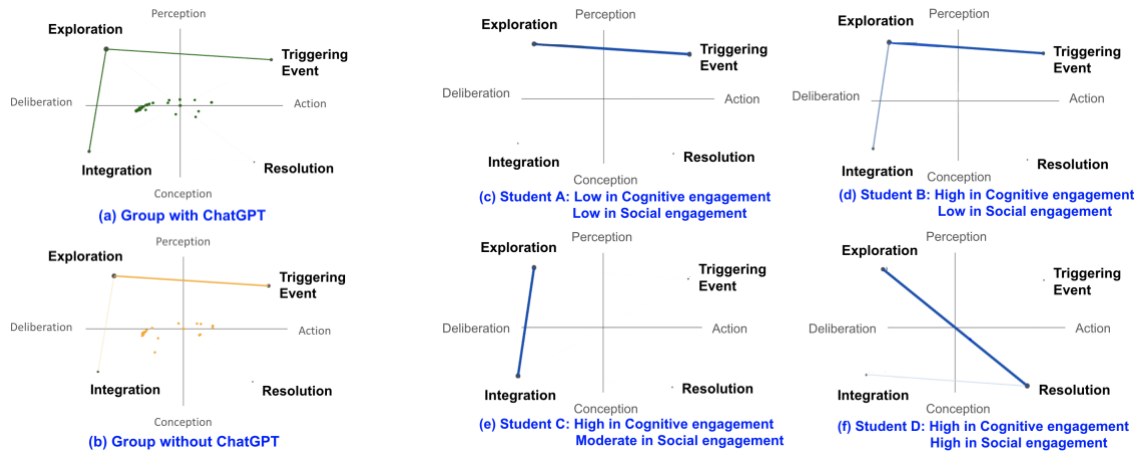 Perception
Exploration
Triggering
Event
Deliberation
Action
Integration
Resolution
Conception
(a) Group with ChatGPT
Perception
Exploration
Triggering
Event
Deliberation
Action
Integration
Resolution
Conception
(b) Group without ChatGPT
Perception
Exploration
Triggering
Event
Deliberation
Action
Integration
Resolution
Conception
(c) Student A: Low in Cognitive engagement
Low in Social engagement
Perception
Exploration
Triggering
Event
Deliberation
Action
Integration
Resolution
Conception
(d) Student B: High in Cognitive engagement
Low in Social engagement
Perception
Exploration
Triggering
Event
Deliberation
Action
Integration
Resolution
Conception
(e) Student C: High in Cognitive engagement
Moderate in Social engagement
Perception
Exploration
Triggering
Event
Deliberation
Action
Integration
Resolution
Conception
(f) Student D: High in Cognitive engagement
High in Social engagement